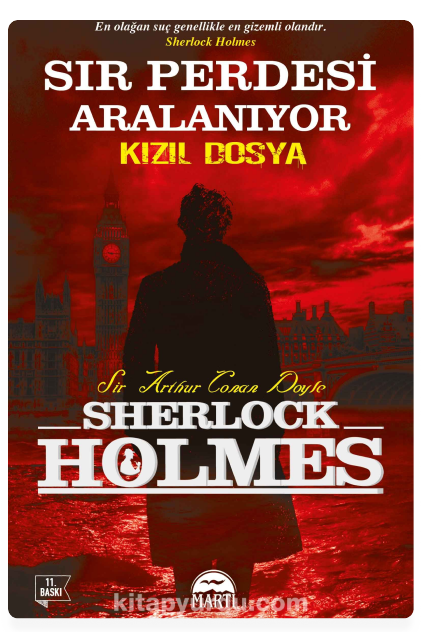 En olağan suç genellikle en gizemli olandır.
Sherlock Holmes
SIR PERDESİ
ARALANIYOR
KIZIL DOSYA
Sir Arthur Conan Doyle
SHERLOCK
HOLMES
11.
BASKI
MARTI
kitapyurdu.com